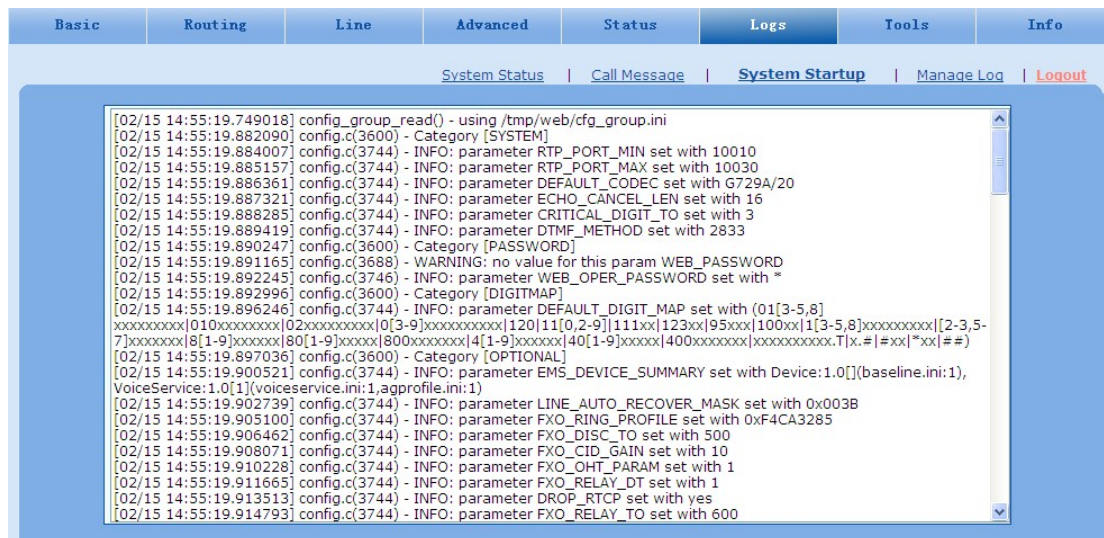 Basic Routing Line Advanced Status Logs Tools Info
System Status | Call Message | System Startup | Manage Log | Logout
[02/15 14:55:19.749018] config_group_read() - using /tmp/web/cfg_group.ini
[02/15 14:55:19.882090] config.c(3600) - Category [SYSTEM]
[02/15 14:55:19.884007] config.c(3744) - INFO: parameter RTP_PORT_MIN set with 10010
[02/15 14:55:19.885157] config.c(3744) - INFO: parameter RTP_PORT_MAX set with 10030
[02/15 14:55:19.886361] config.c(3744) - INFO: parameter DEFAULT_CODEC set with G729A/20
[02/15 14:55:19.887321] config.c(3744) - INFO: parameter ECHO_CANCEL_LEN set with 16
[02/15 14:55:19.888285] config.c(3744) - INFO: parameter CRITICAL_DIGIT_TO set with 3
[02/15 14:55:19.889419] config.c(3744) - INFO: parameter DTMF_METHOD set with 2833
[02/15 14:55:19.890247] config.c(3600) - Category [PASSWORD]
[02/15 14:55:19.891165] config.c(3688) - WARNING: no value for this param WEB_PASSWORD
[02/15 14:55:19.892245] config.c(3746) - INFO: parameter WEB_OPER_PASSWORD set with *
[02/15 14:55:19.892996] config.c(3600) - Category [DIGITMAP]
[02/15 14:55:19.896246] config.c(3744) - INFO: parameter DEFAULT_DIGIT_MAP set with (01[3-5,8]
xxxxxxxxx|010xxxxxxxx|02xxxxxxxxx|0[3-9]xxxxxxxxxx|120|11[0,2-9]|111xx|123xx|95xxx|100xx|1[3-5,8]xxxxxxxxx|[2-3,5-
7]xxxxxxx|8[1-9]xxxxxx|80[1-9]xxxxx|800xxxxxxx|4[1-9]xxxxxx|40[1-9]xxxxx|400xxxxxxx|xxxxxxxxxx.T|x.#|#xx|*xx|##)
[02/15 14:55:19.897036] config.c(3600) - Category [OPTIONAL]
[02/15 14:55:19.900521] config.c(3744) - INFO: parameter EMS_DEVICE_SUMMARY set with Device:1.0[](baseline.ini:1),
VoiceService:1.0[1](voiceservice.ini:1,agprofile.ini:1)
[02/15 14:55:19.902739] config.c(3744) - INFO: parameter LINE_AUTO_RECOVER_MASK set with 0x003B
[02/15 14:55:19.905100] config.c(3744) - INFO: parameter FXO_RING_PROFILE set with 0xF4CA3285
[02/15 14:55:19.906462] config.c(3744) - INFO: parameter FXO_DISC_TO set with 500
[02/15 14:55:19.908071] config.c(3744) - INFO: parameter FXO_CID_GAIN set with 10
[02/15 14:55:19.910228] config.c(3744) - INFO: parameter FXO_OHT_PARAM set with 1
[02/15 14:55:19.911665] config.c(3744) - INFO: parameter FXO_RELAY_DT set with 1
[02/15 14:55:19.913513] config.c(3744) - INFO: parameter DROP_RTCP set with yes
[02/15 14:55:19.914793] config.c(3744) - INFO: parameter FXO_RELAY_TO set with 600